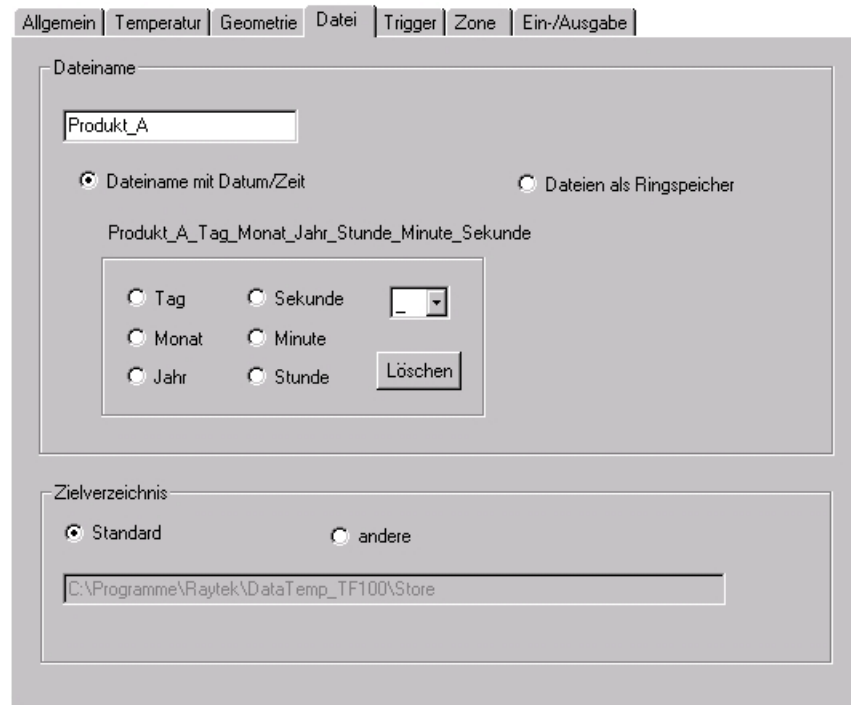 Allgemein Temperatur Geometrie Datei Trigger Zone Ein-/Ausgabe
Dateiname
Produkt_A
Dateiname mit Datum/Zeit Dateien als Ringspeicher
Produkt_A_Tag_Monat_Jahr_Stunde_Minute_Sekunde
Tag Sekunde _
Monat Minute
Jahr Stunde Löschen
Zielverzeichnis
Standard andere
C:\Programme\Raytek\DataTemp_TF100\Store